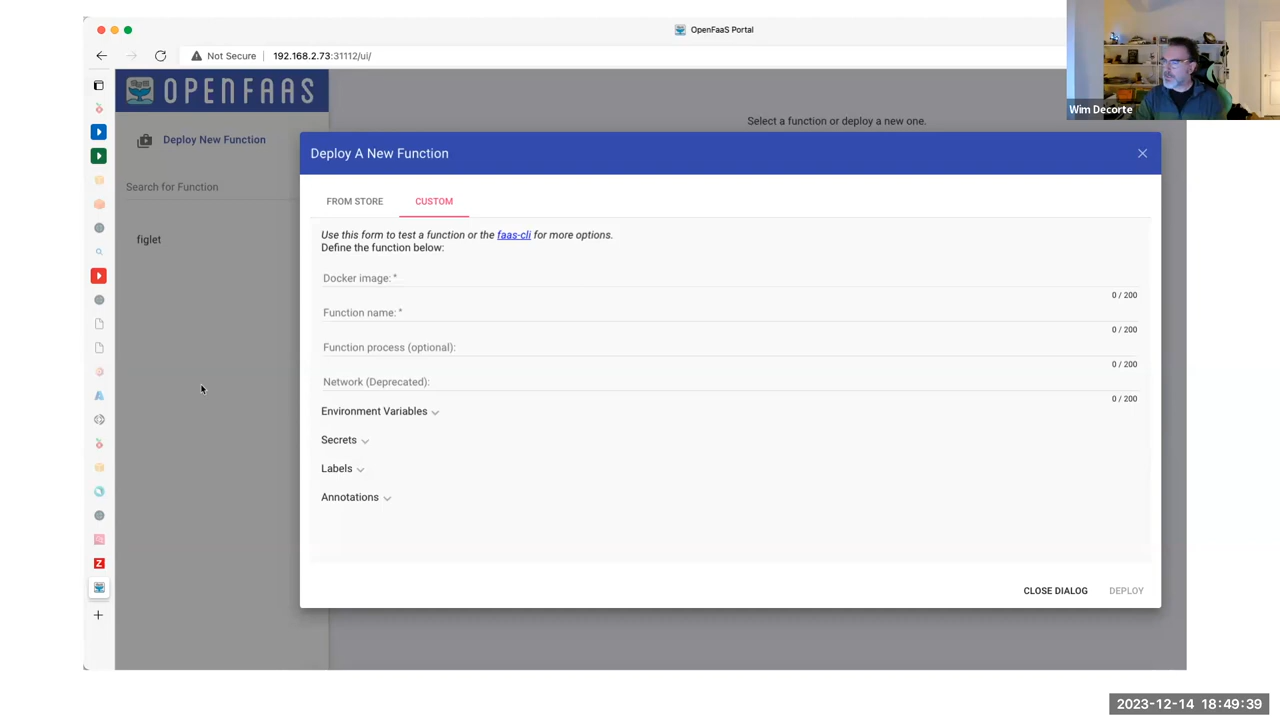 OpenFaaS Portal
Not Secure
192.168.2.73:31112/ui/
Wim Decorte
OPENFAAS
Deploy New Function
Search for Function
figlet
Select a function or deploy a new one.
Deploy A New Function
FROM STORE
CUSTOM
Use this form to test a function or the faas-cli for more options.
Define the function below:
Docker image: *
0 / 200
Function name: *
0 / 200
Function process (optional):
0 / 200
Network (Deprecated):
0 / 200
Environment Variables
Secrets
Labels
Annotations
CLOSE DIALOG
DEPLOY
Z
2023-12-14 18:49:39